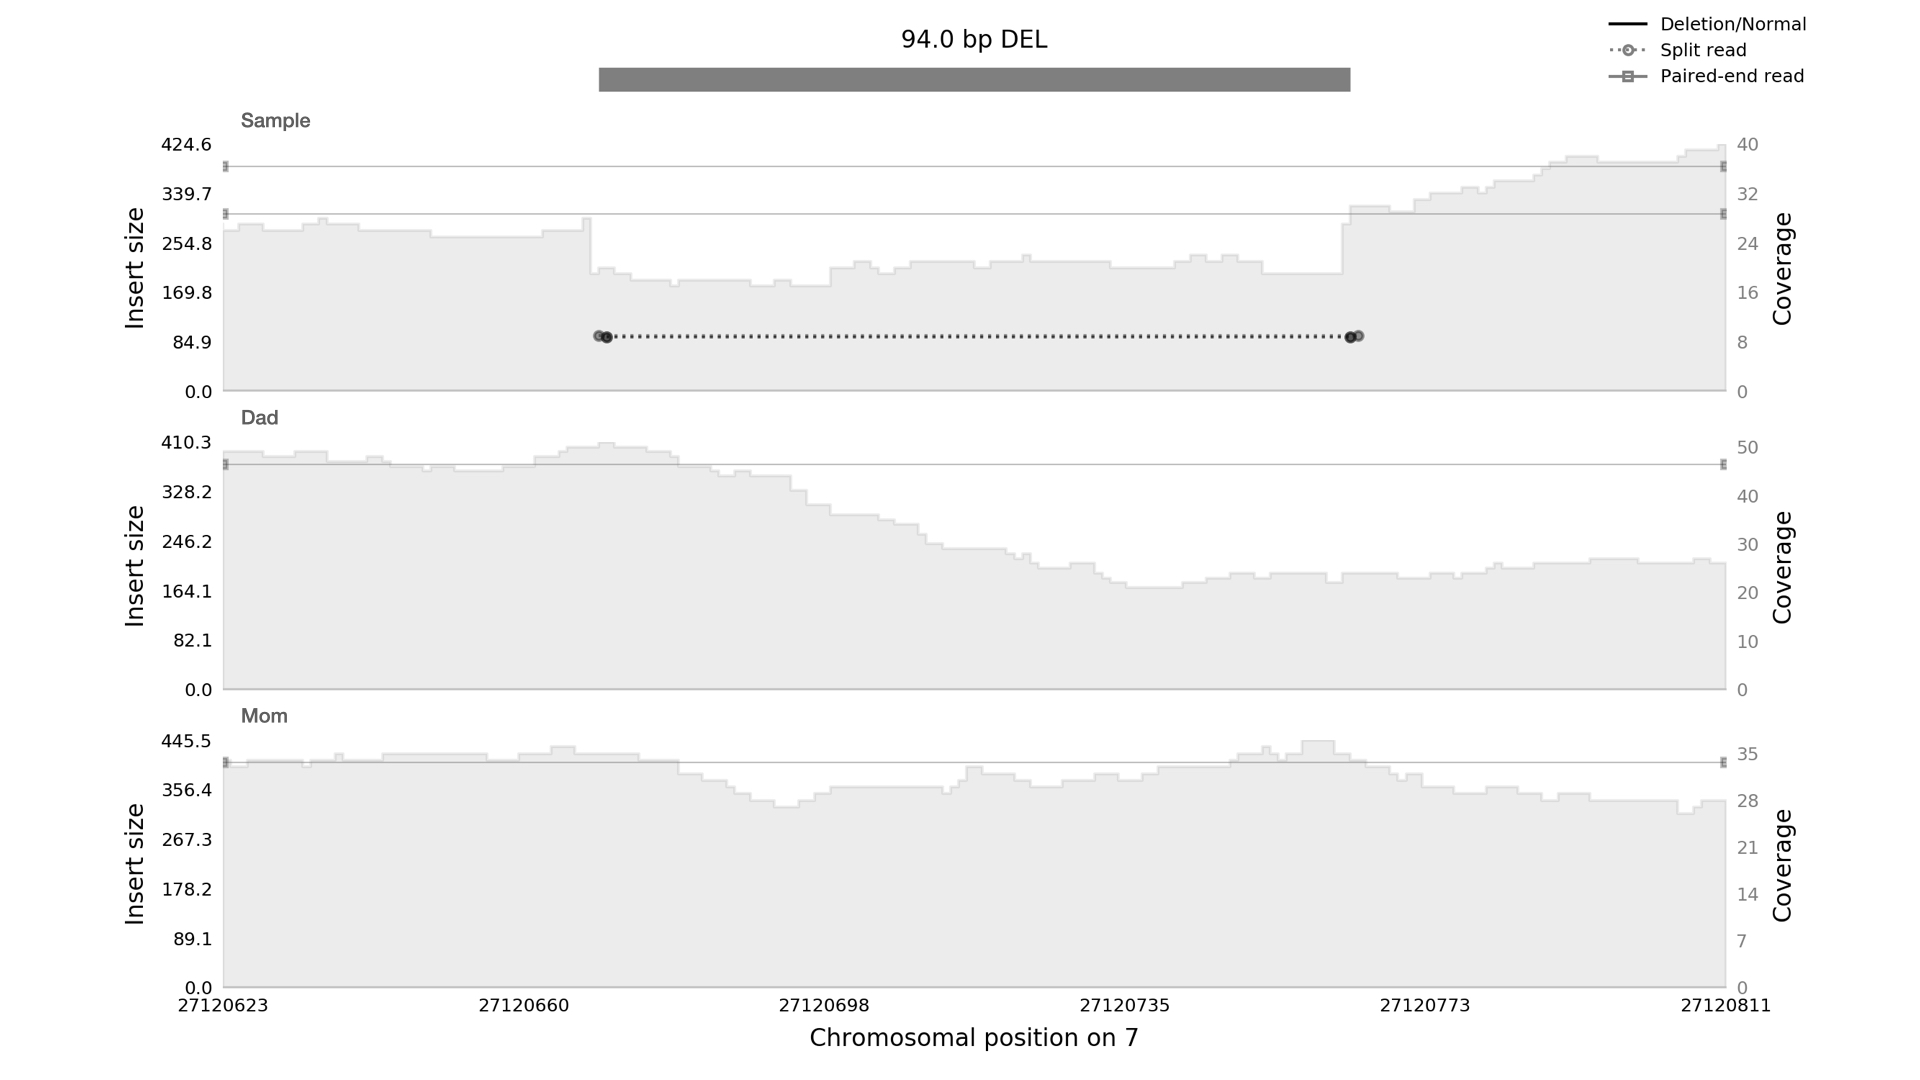 94.0 bp DEL
Deletion/Normal
Split read
Paired-end read
Sample
424.6
339.7
254.8
169.8
84.9
0.0
Insert size
40
32
24
16
8
0
Coverage
Dad
410.3
328.2
246.2
164.1
82.1
0.0
Insert size
50
40
30
20
10
0
Coverage
Mom
445.5
356.4
267.3
178.2
89.1
0.0
Insert size
35
28
21
14
7
0
Coverage
27120623 27120660 27120698 27120735 27120773 27120811
Chromosomal position on 7